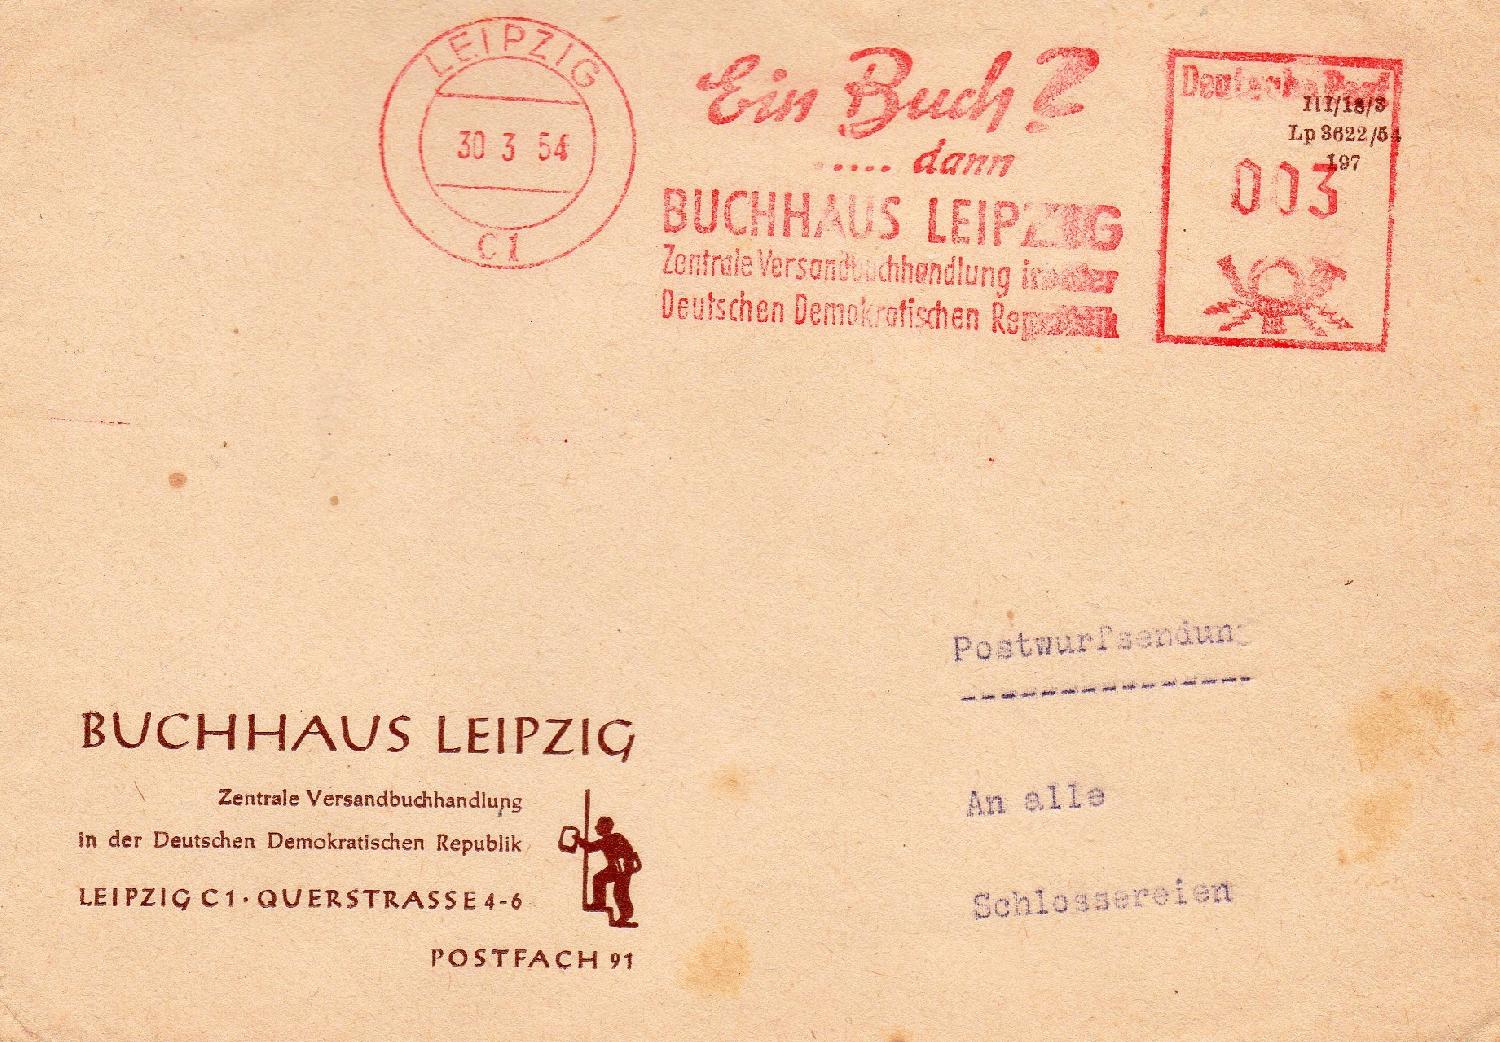 LEIPZIG
30 3 54
C1
Ein Buch?
..... dann
BUCHHAUS LEIPZIG
Zentrale Versandbuchhandlung in der
Deutschen Demokratischen Republik
Deutsche Post
III/18/3
Lp 3622/54
197
003
Postwurfsendung
---------------
An alle
Schlossereien
BUCHHAUS LEIPZIG
Zentrale Versandbuchhandlung
in der Deutschen Demokratischen Republik
LEIPZIG C1 · QUERSTRASSE 4-6
POSTFACH 91